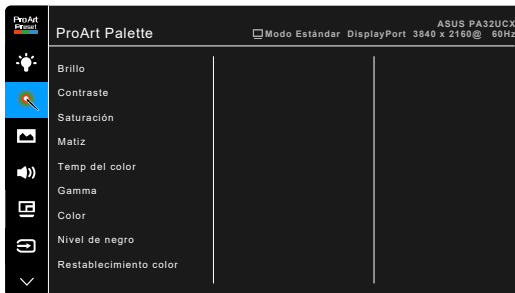 ProArt
Preset
ProArt Palette
ASUS PA32UCX
Modo Estándar DisplayPort 3840 x 2160@ 60Hz
Brillo
Contraste
Saturación
Matiz
Temp del color
Gamma
Color
Nivel de negro
Restablecimiento color